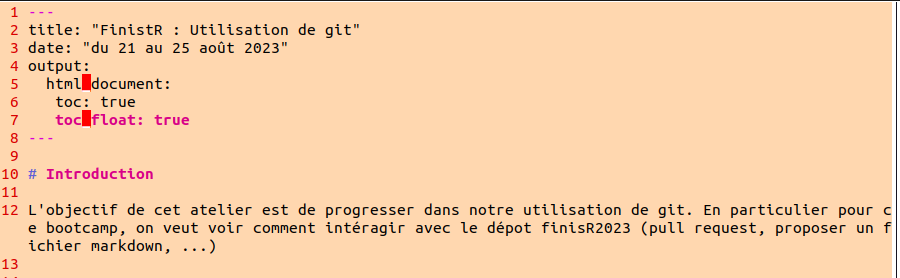 1 ---
2 title: "FinistR : Utilisation de git"
3 date: "du 21 au 25 août 2023"
4 output:
5   html_document:
6    toc: true
7    toc_float: true
8 ---
9
10 # Introduction
11
12 L'objectif de cet atelier est de progresser dans notre utilisation de git. En particulier pour c
e bootcamp, on veut voir comment intéragir avec le dépot finisR2023 (pull request, proposer un f
ichier markdown, ...)
13